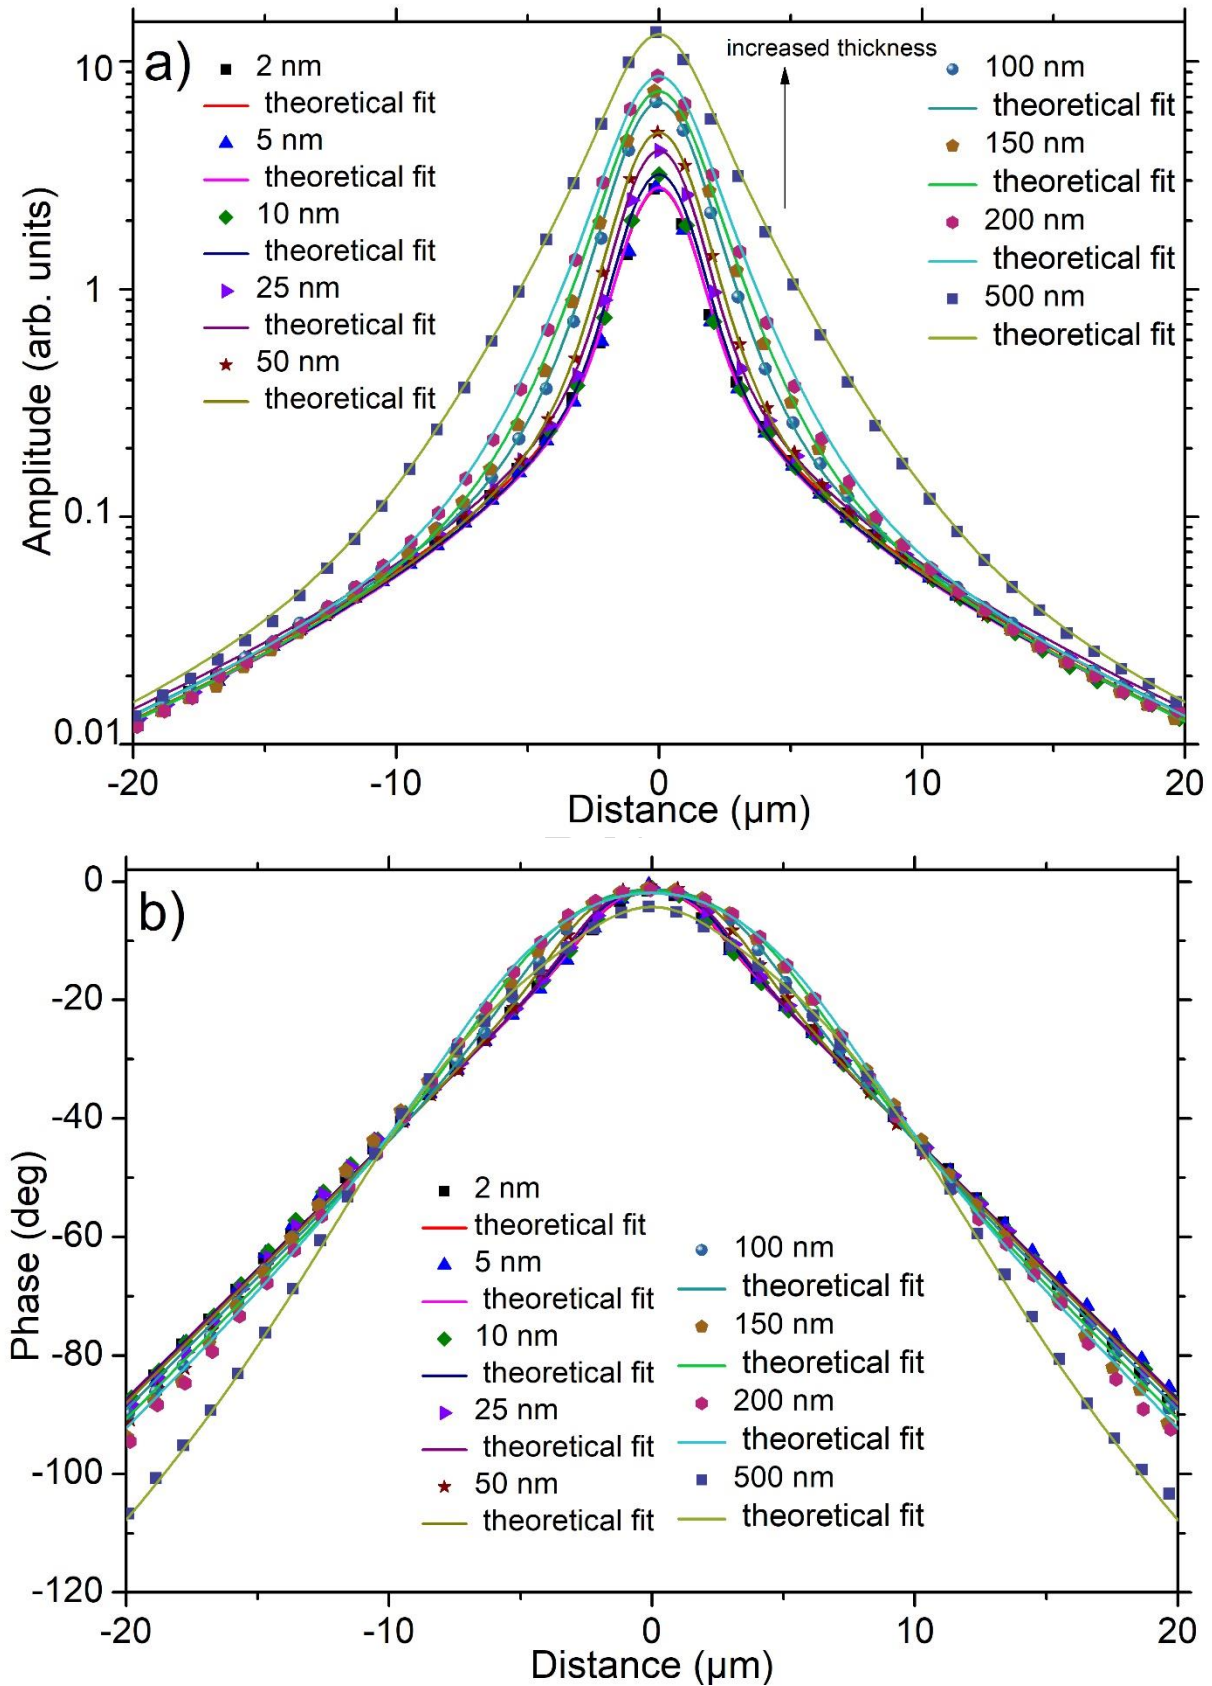 a)
2 nm
theoretical fit
5 nm
theoretical fit
10 nm
theoretical fit
25 nm
theoretical fit
50 nm
theoretical fit
increased thickness
100 nm
theoretical fit
150 nm
theoretical fit
200 nm
theoretical fit
500 nm
theoretical fit
Amplitude (arb. units)
10
1
0.1
0.01
-20 -10 0 10 20
Distance (µm)
b)
Phase (deg)
0
-20
-40
-60
-80
-100
-120
2 nm
theoretical fit
5 nm
theoretical fit
10 nm
theoretical fit
25 nm
theoretical fit
50 nm
theoretical fit
100 nm
theoretical fit
150 nm
theoretical fit
200 nm
theoretical fit
500 nm
theoretical fit
-20 -10 0 10 20
Distance (µm)